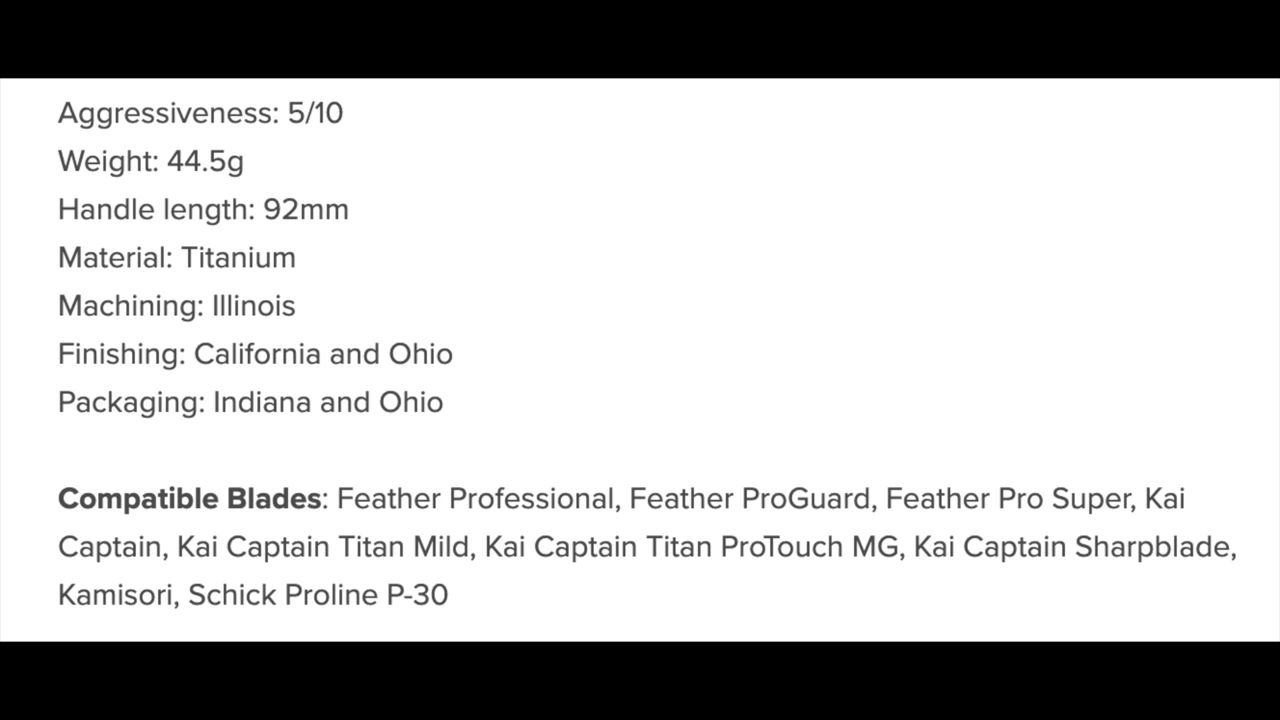 Aggressiveness: 5/10
Weight: 44.5g
Handle length: 92mm
Material: Titanium
Machining: Illinois
Finishing: California and Ohio
Packaging: Indiana and Ohio
Compatible Blades: Feather Professional, Feather ProGuard, Feather Pro Super, Kai
Captain, Kai Captain Titan Mild, Kai Captain Titan ProTouch MG, Kai Captain Sharpblade,
Kamisori, Schick Proline P-30